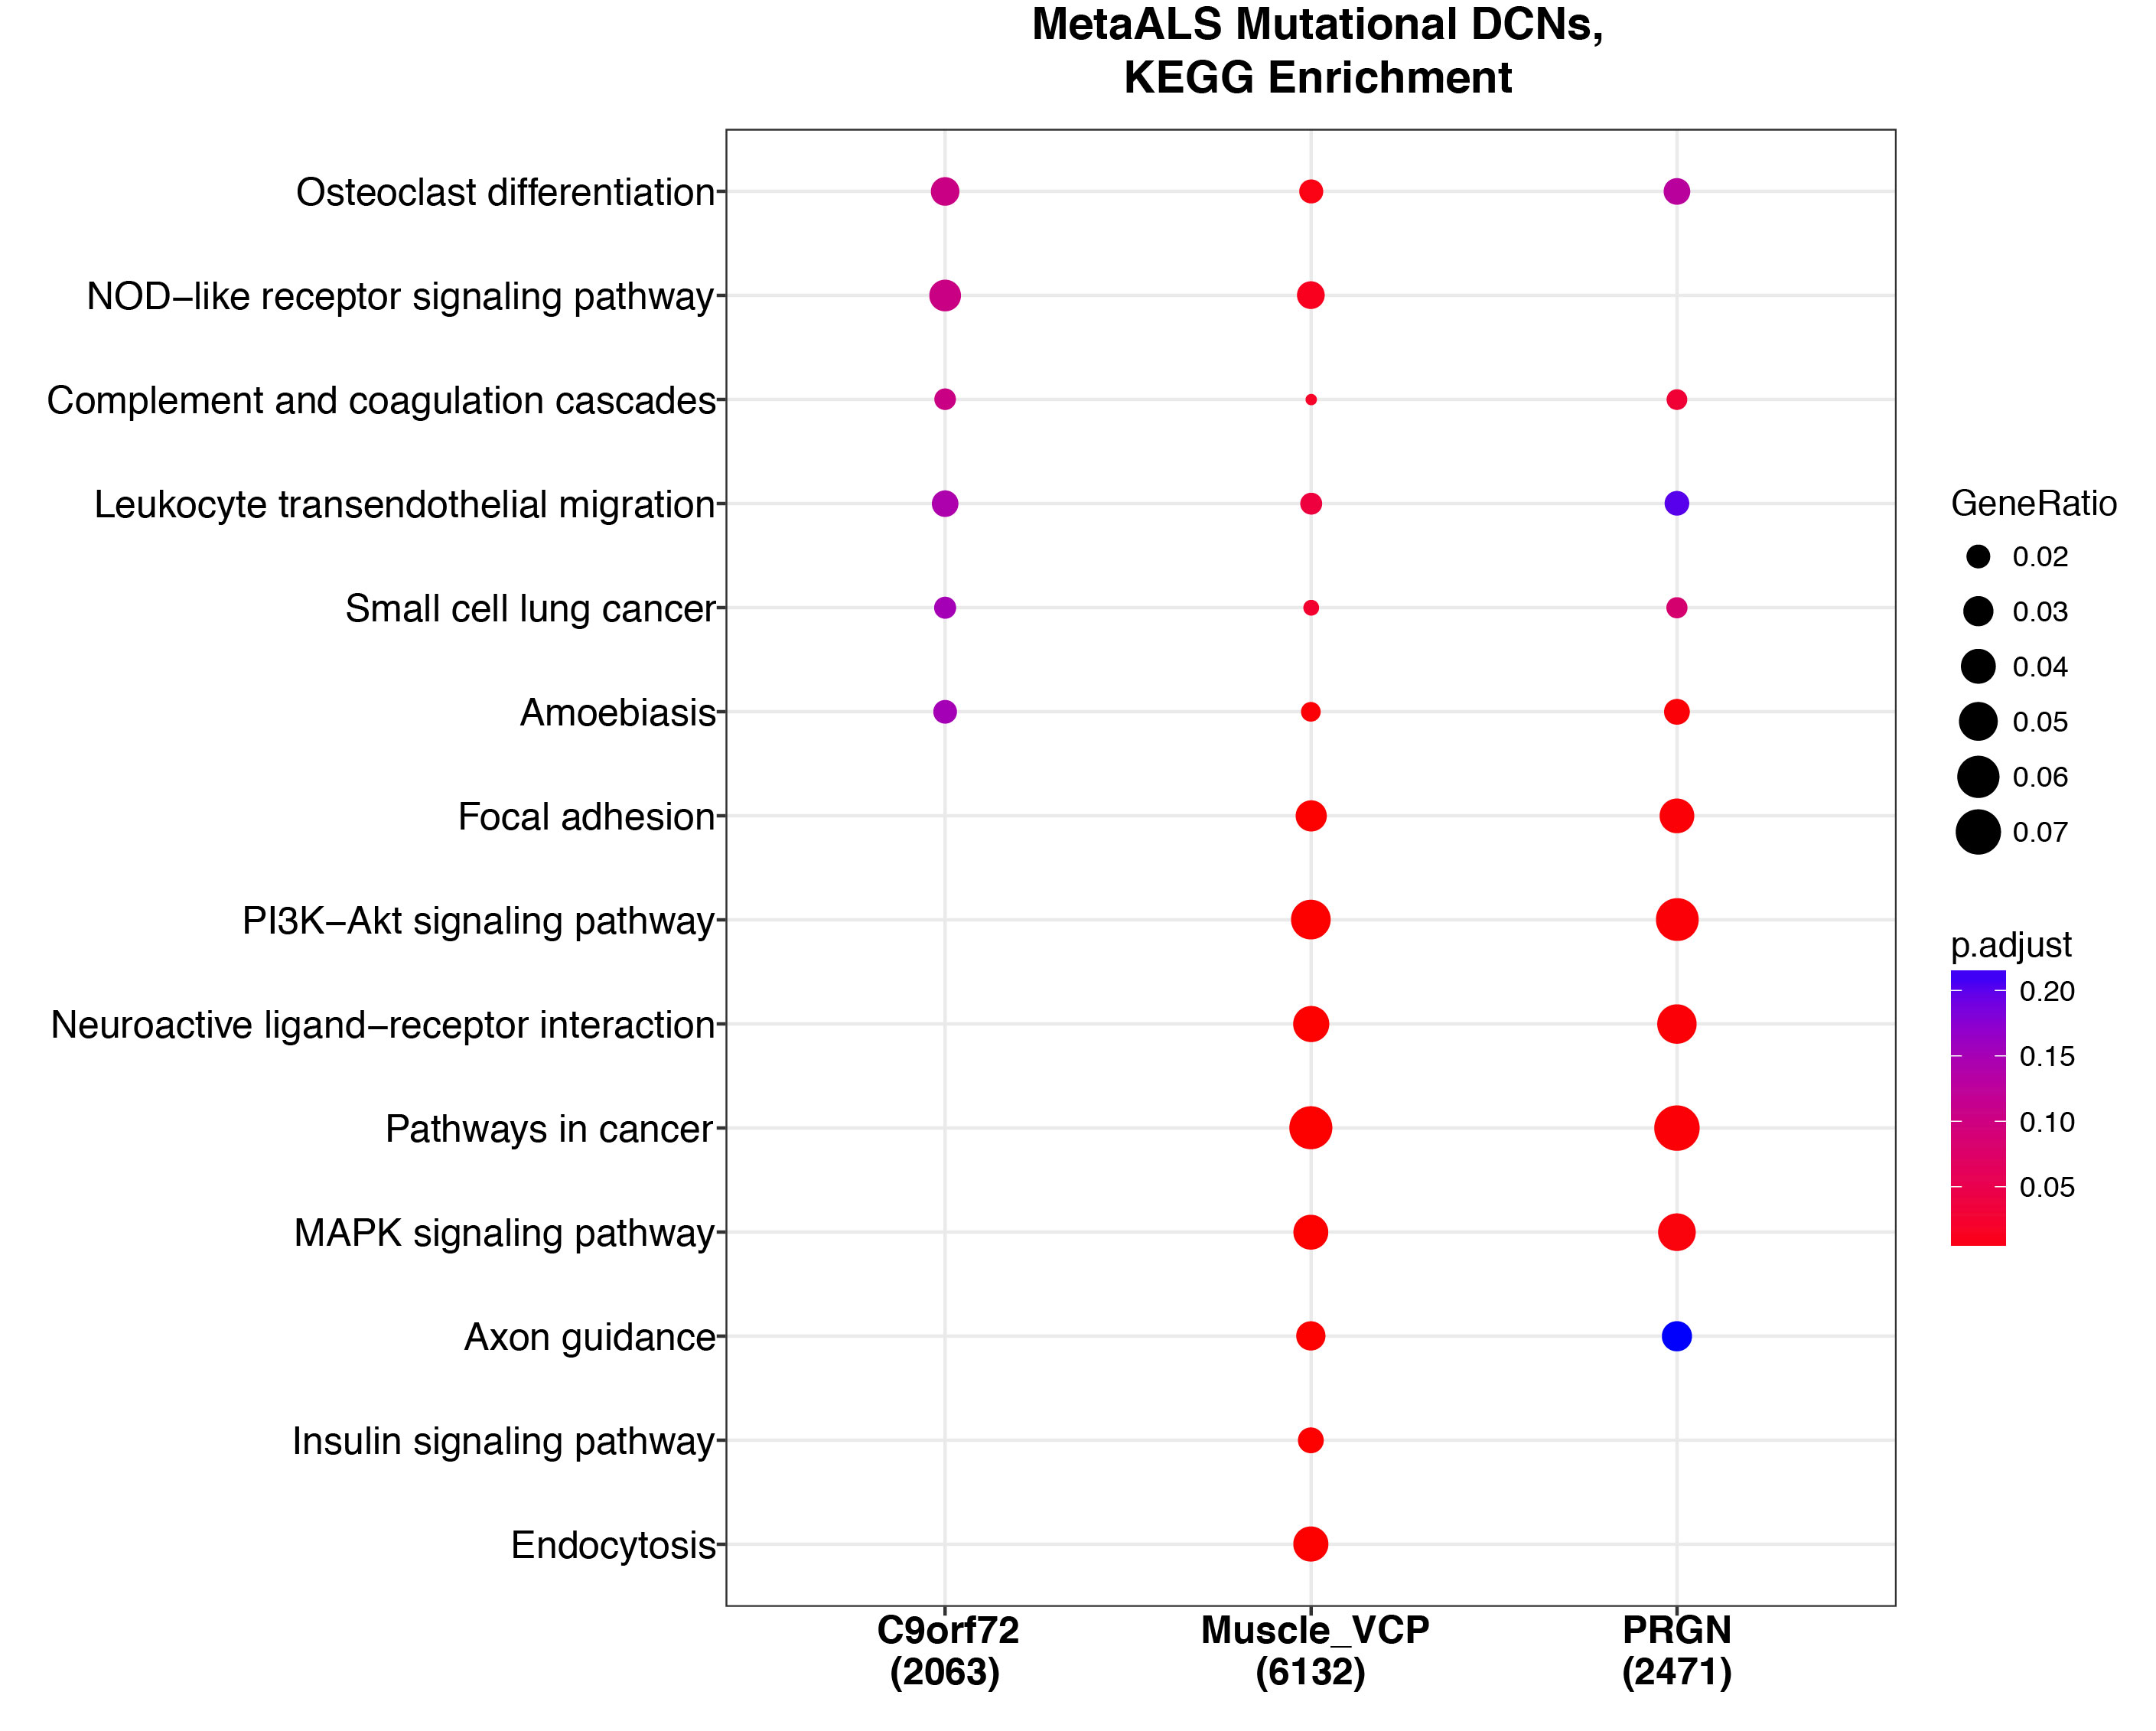 MetaALS Mutational DCNs,
KEGG Enrichment
Osteoclast differentiation
NOD−like receptor signaling pathway
Complement and coagulation cascades
Leukocyte transendothelial migration
Small cell lung cancer
Amoebiasis
Focal adhesion
PI3K−Akt signaling pathway
Neuroactive ligand−receptor interaction
Pathways in cancer
MAPK signaling pathway
Axon guidance
Insulin signaling pathway
Endocytosis
C9orf72
(2063)
Muscle_VCP
(6132)
PRGN
(2471)
GeneRatio
0.02
0.03
0.04
0.05
0.06
0.07
p.adjust
0.20
0.15
0.10
0.05